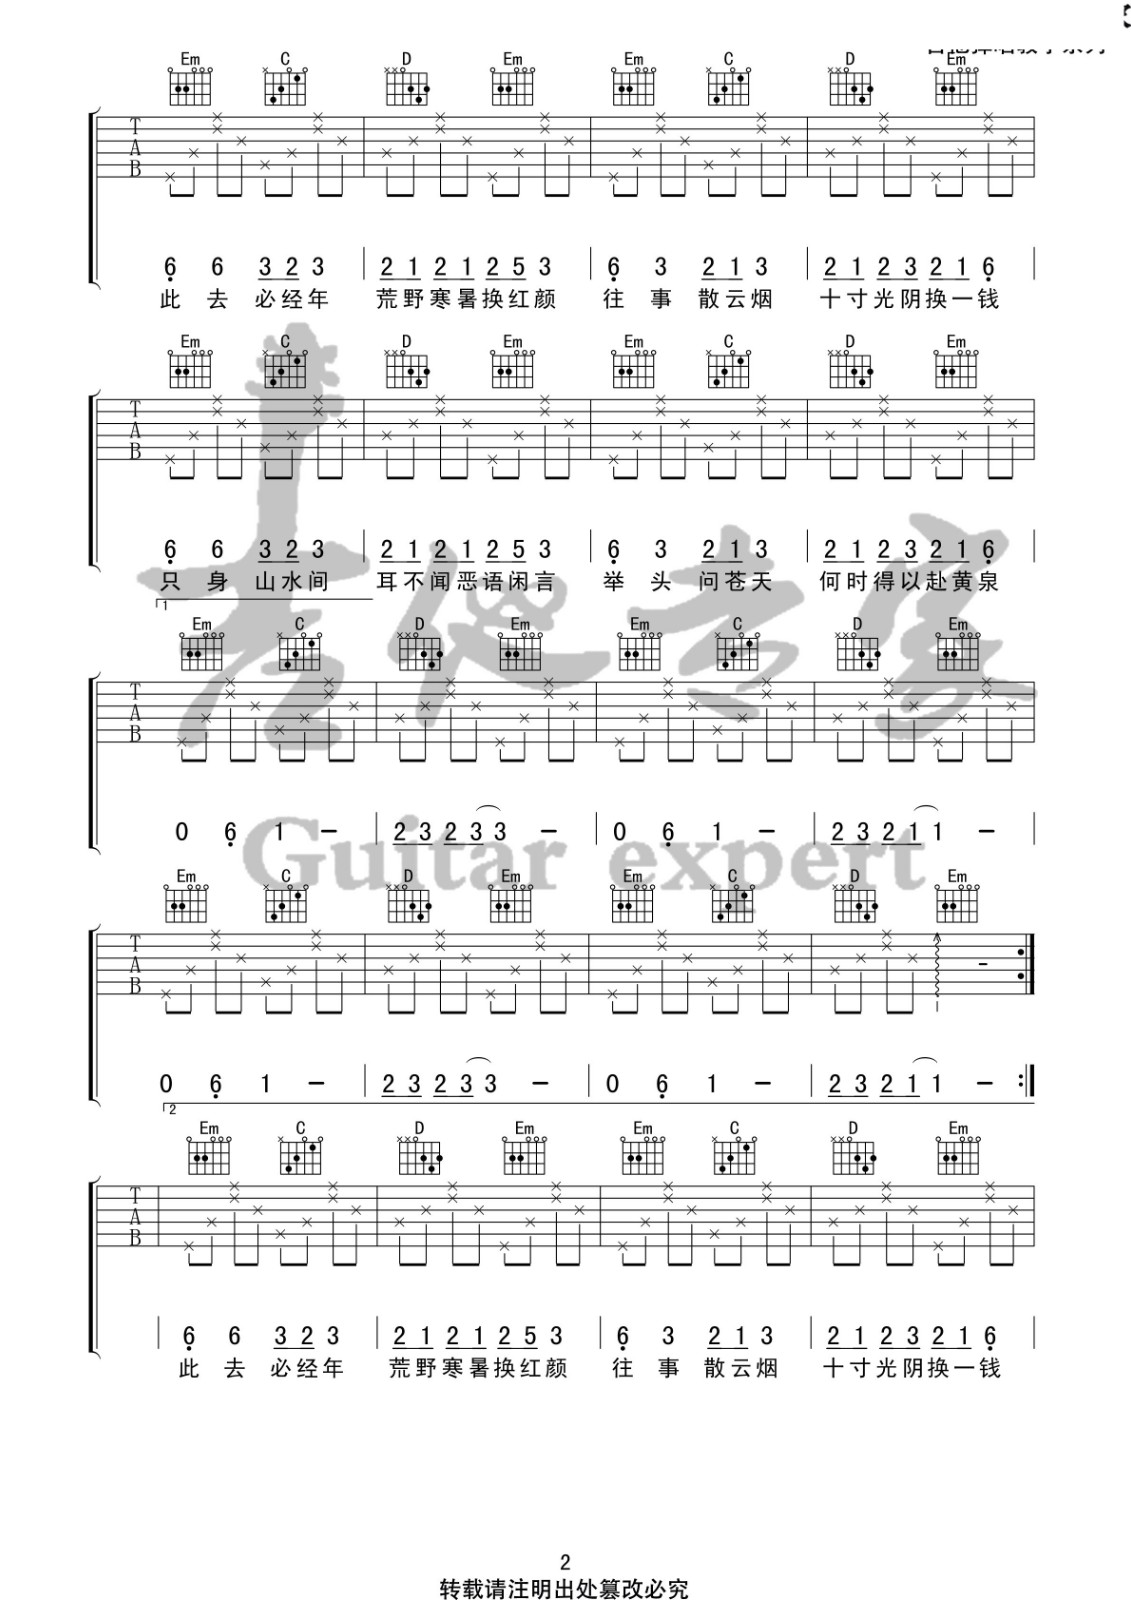 Em C D Em Em C D Em
T
A
B
6 6 3 2 3 2 1 2 1 2 5 3 6 3 2 1 3 2 1 2 3 2 1 6
此去必经年 荒野寒暑换红颜 往事散云烟 十寸光阴换一钱
Em C D Em Em C D Em
T
A
B
6 6 3 2 3 2 1 2 1 2 5 3 6 3 2 1 3 2 1 2 3 2 1 6
只身山水间 耳不闻恶语闲言 举头问苍天 何时得以赴黄泉
1
Em C D Em Em C D Em
T
A
B
0 6 1 – 2 3 2 3 3 – 0 6 1 – 2 3 2 1 1 –
吉他专家
Guitar expert
Em C D Em Em C D Em
T
A
B
0 6 1 – 2 3 2 3 3 – 0 6 1 – 2 3 2 1 1 –
2
Em C D Em Em C D Em
T
A
B
6 6 3 2 3 2 1 2 1 2 5 3 6 3 2 1 3 2 1 2 3 2 1 6
此去必经年 荒野寒暑换红颜 往事散云烟 十寸光阴换一钱
2
转载请注明出处篡改必究